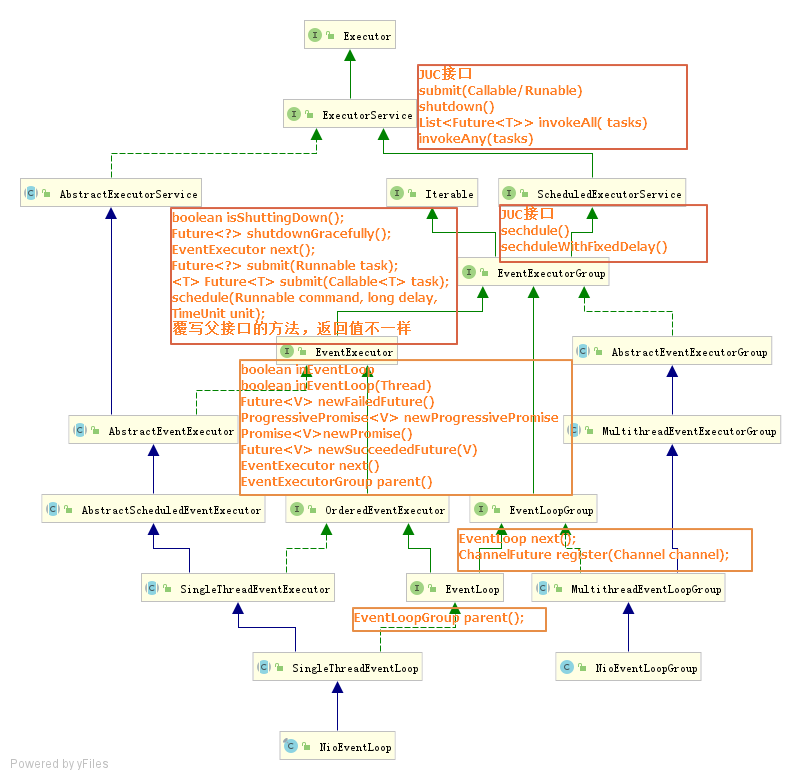 Executor
JUC接口
submit(Callable/Runable)
shutdown()
List<Future<T>> invokeAll( tasks)
invokeAny(tasks)
ExecutorService
AbstractExecutorService
Iterable
ScheduledExecutorService
boolean isShuttingDown();
Future<?> shutdownGracefully();
EventExecutor next();
Future<?> submit(Runnable task);
<T> Future<T> submit(Callable<T> task);
schedule(Runnable command, long delay,
TimeUnit unit);
覆写父接口的方法，返回值不一样
JUC接口
sechdule()
sechduleWithFixedDelay()
EventExecutorGroup
EventExecutor
AbstractEventExecutorGroup
boolean inEventLoop
boolean inEventLoop(Thread)
Future<V> newFailedFuture()
ProgressivePromise<V> newProgressivePromise
Promise<V>newPromise()
Future<V> newSucceededFuture(V)
EventExecutor next()
EventExecutorGroup parent()
AbstractEventExecutor
MultithreadEventExecutorGroup
AbstractScheduledEventExecutor
OrderedEventExecutor
EventLoopGroup
EventLoop next();
ChannelFuture register(Channel channel);
SingleThreadEventExecutor
EventLoop
MultithreadEventLoopGroup
EventLoopGroup parent();
SingleThreadEventLoop
NioEventLoopGroup
NioEventLoop
Powered by yFiles